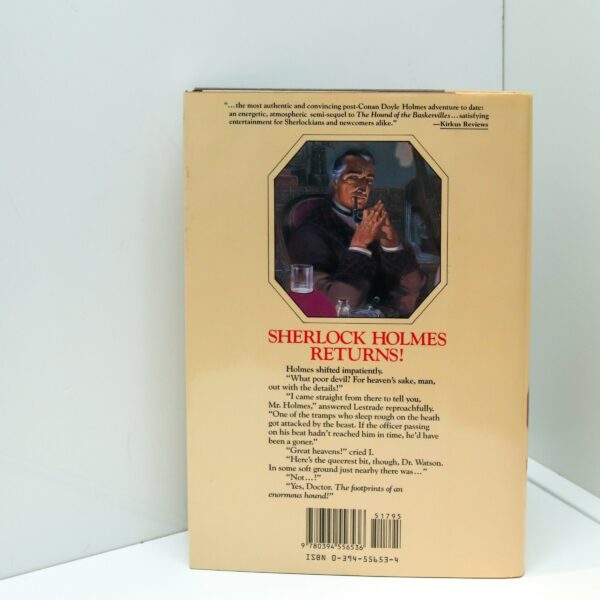 “...the most authentic and convincing post-Conan Doyle Holmes adventure to date:
an energetic, atmospheric semi-sequel to The Hound of the Baskervilles...satisfying
entertainment for Sherlockians and newcomers alike.”
—Kirkus Reviews
SHERLOCK HOLMES
RETURNS!
Holmes shifted impatiently.
“What poor devil? For heaven’s sake, man,
out with the details!”
“I came straight from there to tell you,
Mr. Holmes,” answered Lestrade reproachfully.
“One of the tramps who sleep rough on the heath
got attacked by the beast. If the officer passing
on his beat hadn’t reached him in time, he’d have
been a goner.”
“Great heavens!” cried I.
“Here’s the queerest bit, though, Dr. Watson.
In some soft ground just nearby there was...”
“Not...!”
“Yes, Doctor. The footprints of an
enormous hound!”
51795
9 780394 556536
ISBN 0-394-55653-4